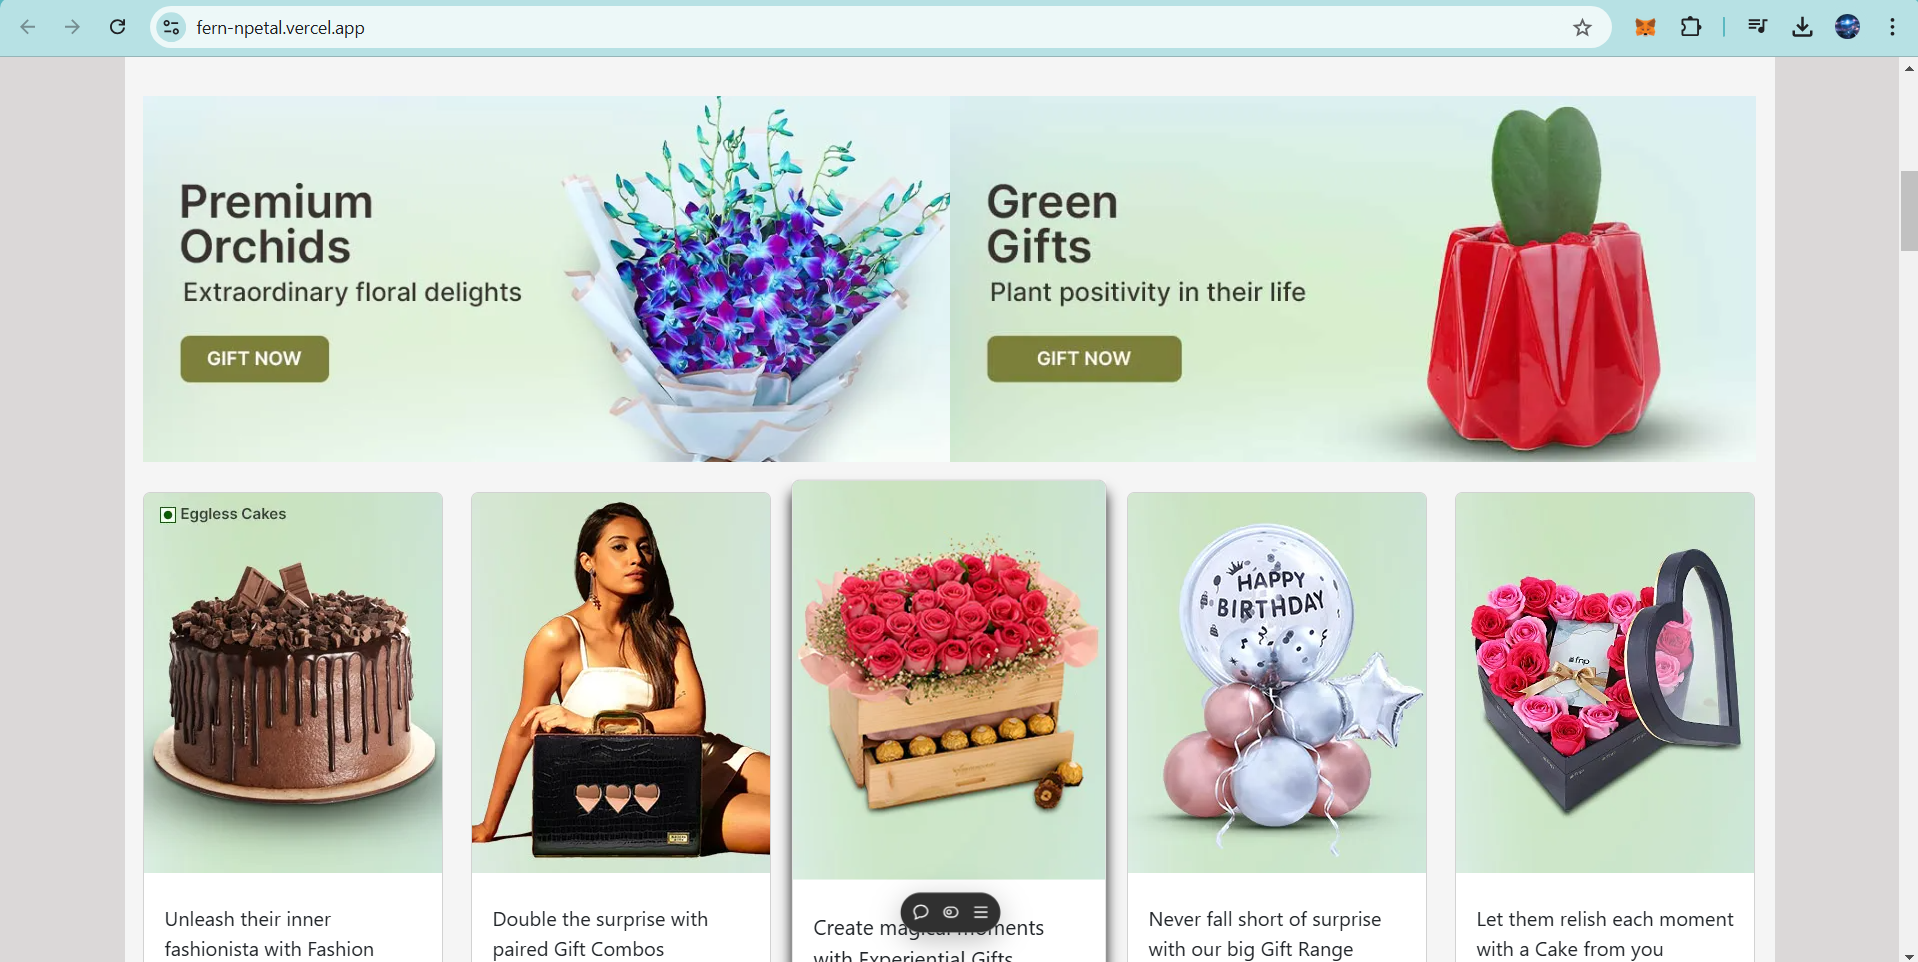 fern-npetal.vercel.app
Premium
Orchids
Extraordinary floral delights
GIFT NOW
Green
Gifts
Plant positivity in their life
GIFT NOW
Eggless Cakes
HAPPY
BIRTHDAY
fnp
Unleash their inner
fashionista with Fashion
Double the surprise with
paired Gift Combos
Create magical moments
with Experiential Gifts
Never fall short of surprise
with our big Gift Range
Let them relish each moment
with a Cake from you